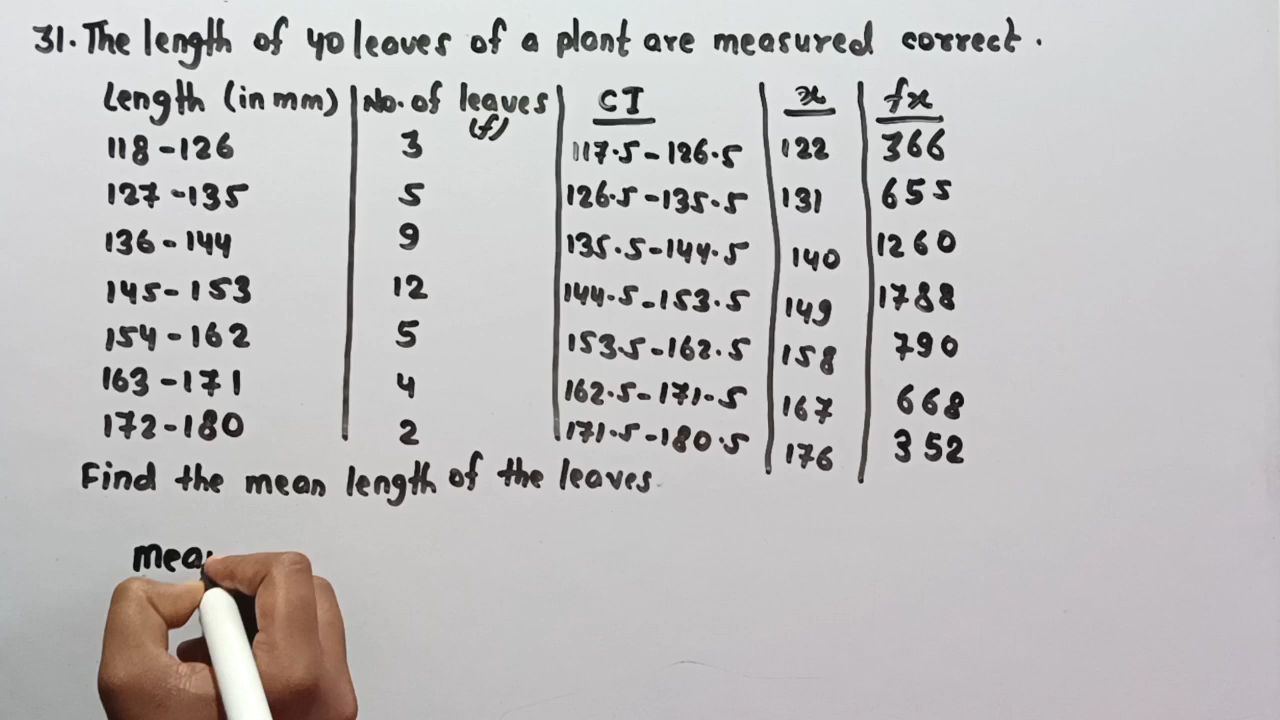 31. The length of 40 leaves of a plant are measured correct.
Length (in mm) No. of leaves (f) CI x fx
118-126 3 117.5-126.5 122 366
127-135 5 126.5-135.5 131 655
136-144 9 135.5-144.5 140 1260
145-153 12 144.5-153.5 149 1788
154-162 5 153.5-162.5 158 790
163-171 4 162.5-171.5 167 668
172-180 2 171.5-180.5 176 352
Find the mean length of the leaves.